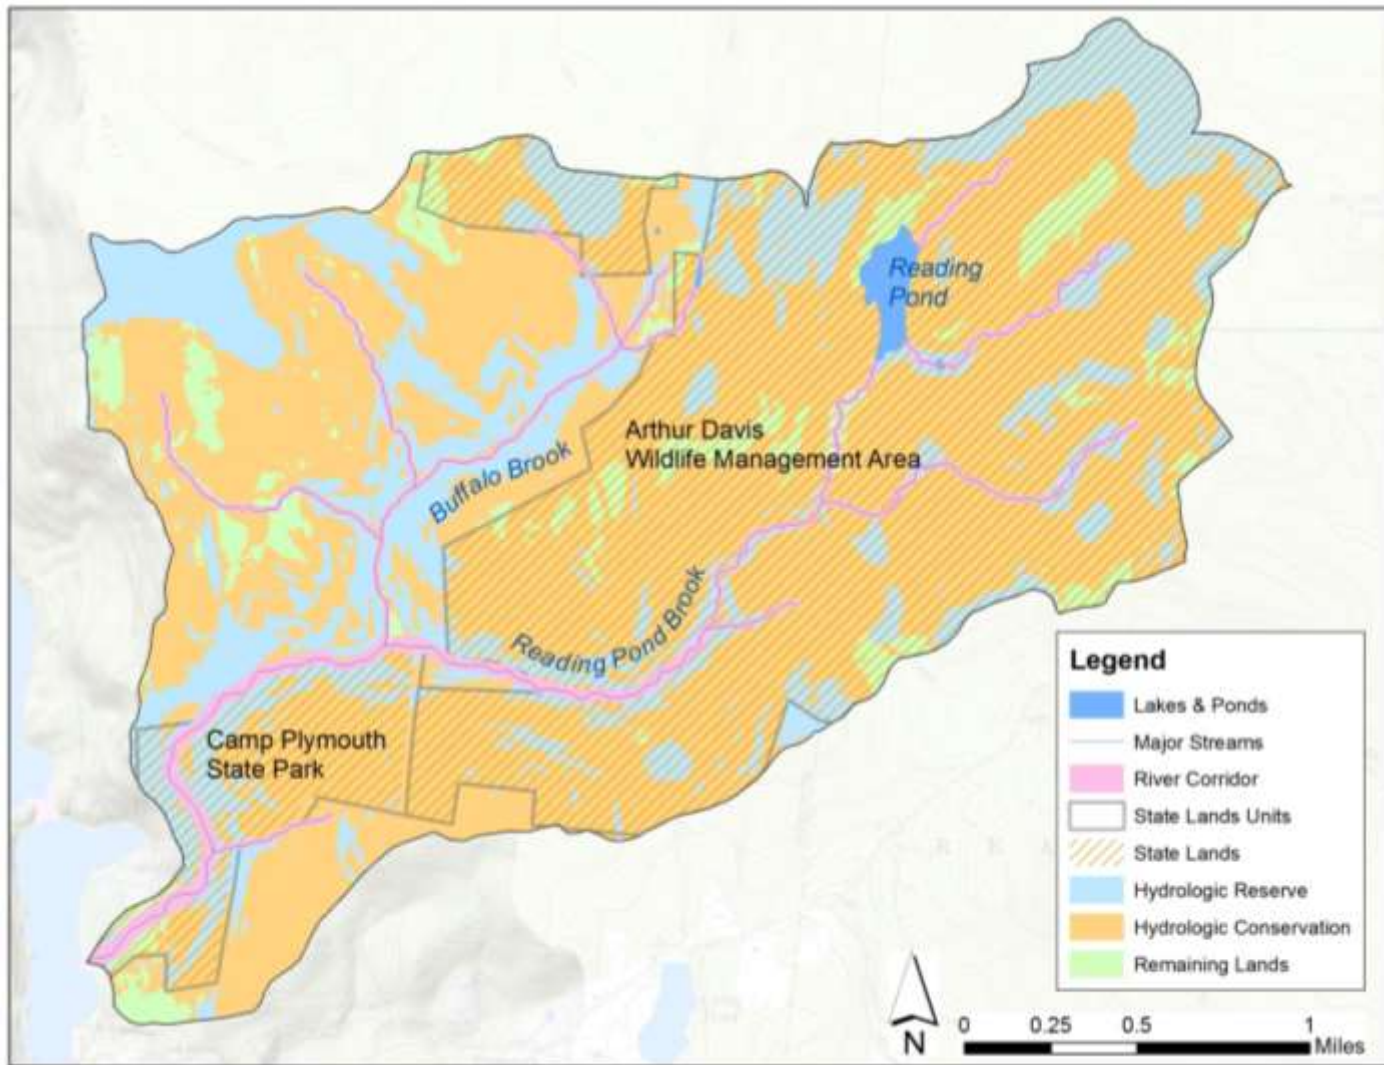 Reading
Pond
Arthur Davis
Wildlife Management Area
Buffalo Brook
Reading Pond Brook
Camp Plymouth
State Park
Legend
Lakes & Ponds
Major Streams
River Corridor
State Lands Units
State Lands
Hydrologic Reserve
Hydrologic Conservation
Remaining Lands
N
0 0.25 0.5 1
Miles